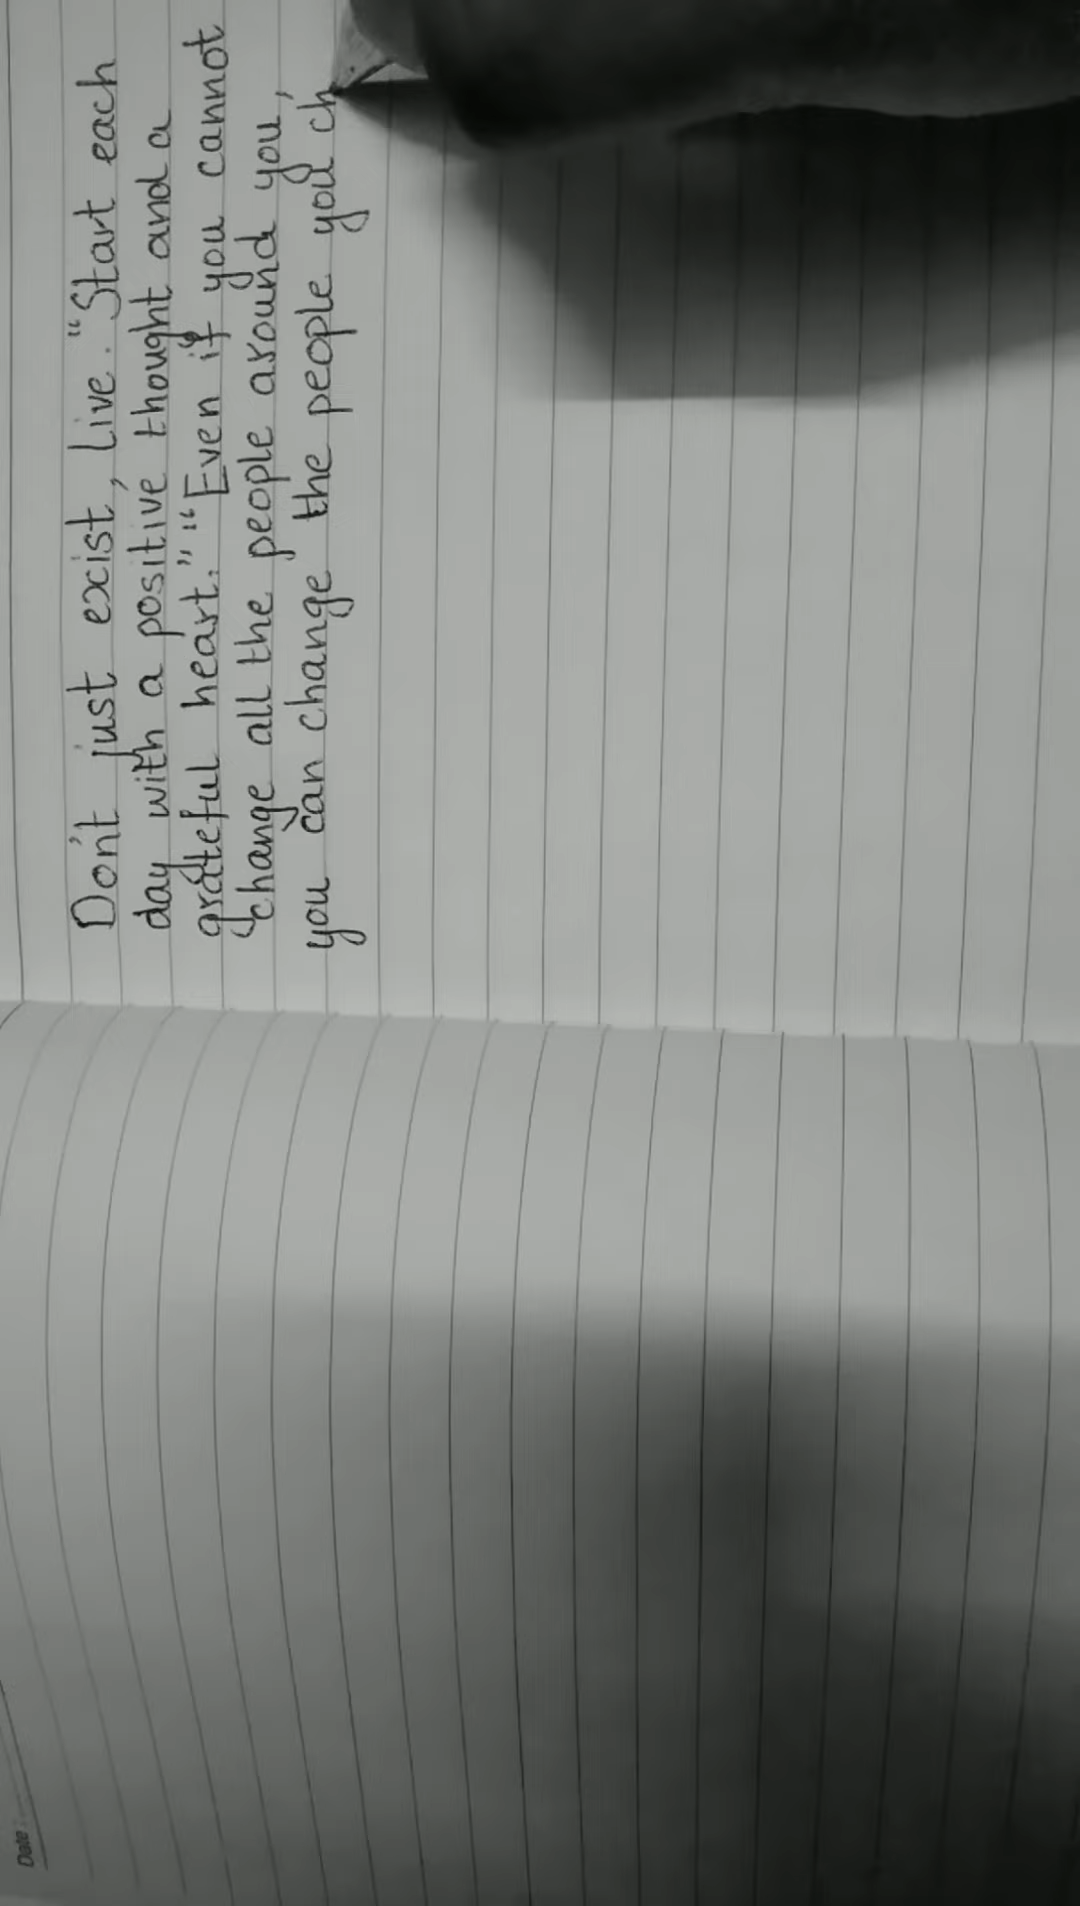 Don't just exist, Live. "Start each
day with a positive thought and a
grateful heart." "Even if you cannot
change all the people around you,
you can change the people you ch
Date: